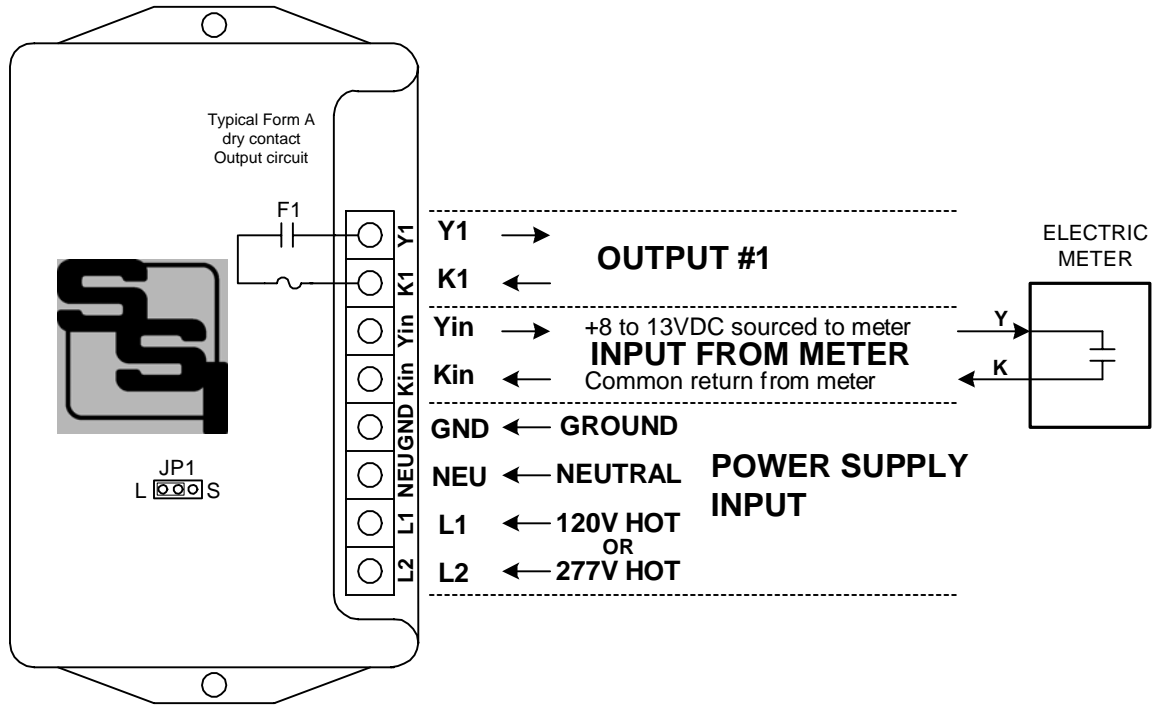 Typical Form A
dry contact
Output circuit
F1
SSI
JP1
L S
Y1
K1
Yin
Kin
GND
NEU
L1
L2
Y1
K1
OUTPUT #1
Yin
+8 to 13VDC sourced to meter
INPUT FROM METER
Kin
Common return from meter
GND GROUND
NEU NEUTRAL
POWER SUPPLY
INPUT
L1 120V HOT
OR
L2 277V HOT
ELECTRIC
METER
Y
K